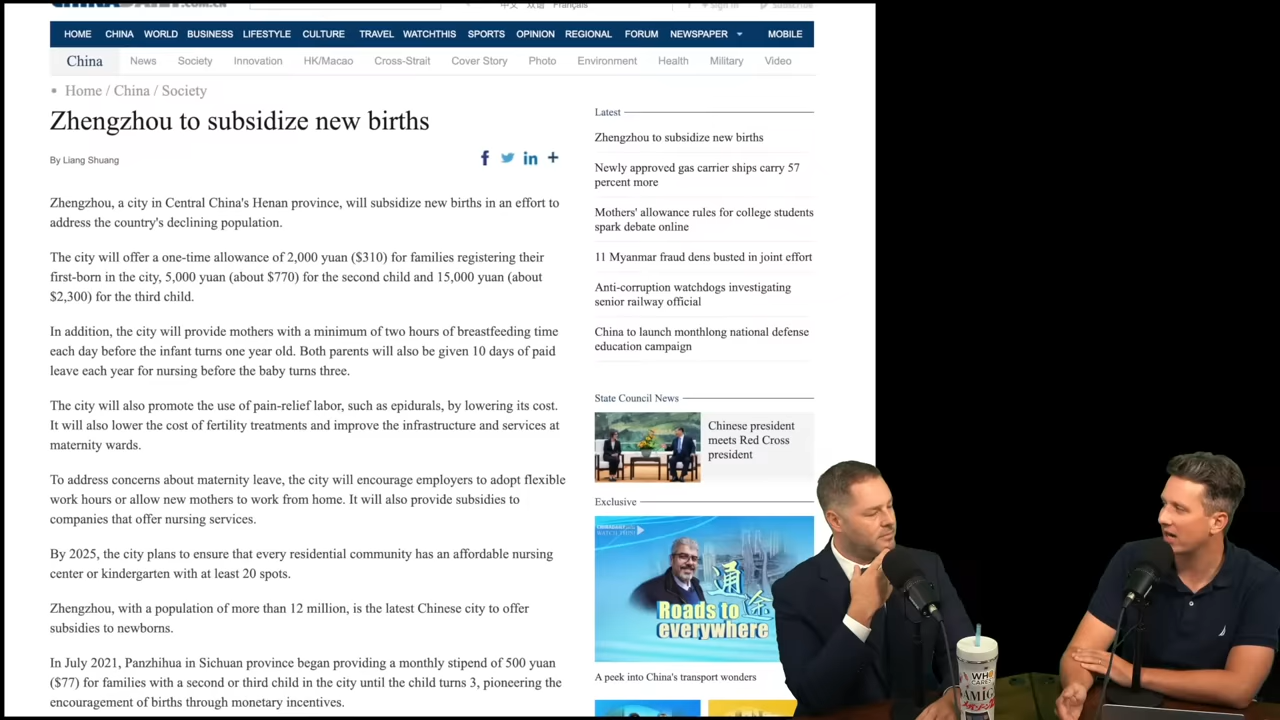 中文 双语 Français
HOME CHINA WORLD BUSINESS LIFESTYLE CULTURE TRAVEL WATCHTHIS SPORTS OPINION REGIONAL FORUM NEWSPAPER MOBILE
China News Society Innovation HK/Macao Cross-Strait Cover Story Photo Environment Health Military Video
Home / China / Society
Zhengzhou to subsidize new births
By Liang Shuang
Zhengzhou, a city in Central China's Henan province, will subsidize new births in an effort to
address the country's declining population.
The city will offer a one-time allowance of 2,000 yuan ($310) for families registering their
first-born in the city, 5,000 yuan (about $770) for the second child and 15,000 yuan (about
$2,300) for the third child.
In addition, the city will provide mothers with a minimum of two hours of breastfeeding time
each day before the infant turns one year old. Both parents will also be given 10 days of paid
leave each year for nursing before the baby turns three.
The city will also promote the use of pain-relief labor, such as epidurals, by lowering its cost.
It will also lower the cost of fertility treatments and improve the infrastructure and services at
maternity wards.
To address concerns about maternity leave, the city will encourage employers to adopt flexible
work hours or allow new mothers to work from home. It will also provide subsidies to
companies that offer nursing services.
By 2025, the city plans to ensure that every residential community has an affordable nursing
center or kindergarten with at least 20 spots.
Zhengzhou, with a population of more than 12 million, is the latest Chinese city to offer
subsidies to newborns.
In July 2021, Panzhihua in Sichuan province began providing a monthly stipend of 500 yuan
($77) for families with a second or third child in the city until the child turns 3, pioneering the
encouragement of births through monetary incentives.
Latest
Zhengzhou to subsidize new births
Newly approved gas carrier ships carry 57
percent more
Mothers' allowance rules for college students
spark debate online
11 Myanmar fraud dens busted in joint effort
Anti-corruption watchdogs investigating
senior railway official
China to launch monthlong national defense
education campaign
State Council News
Chinese president
meets Red Cross
president
Exclusive
通途
Roads to
everywhere
A peek into China's transport wonders
WHO
CARES
AMIGO